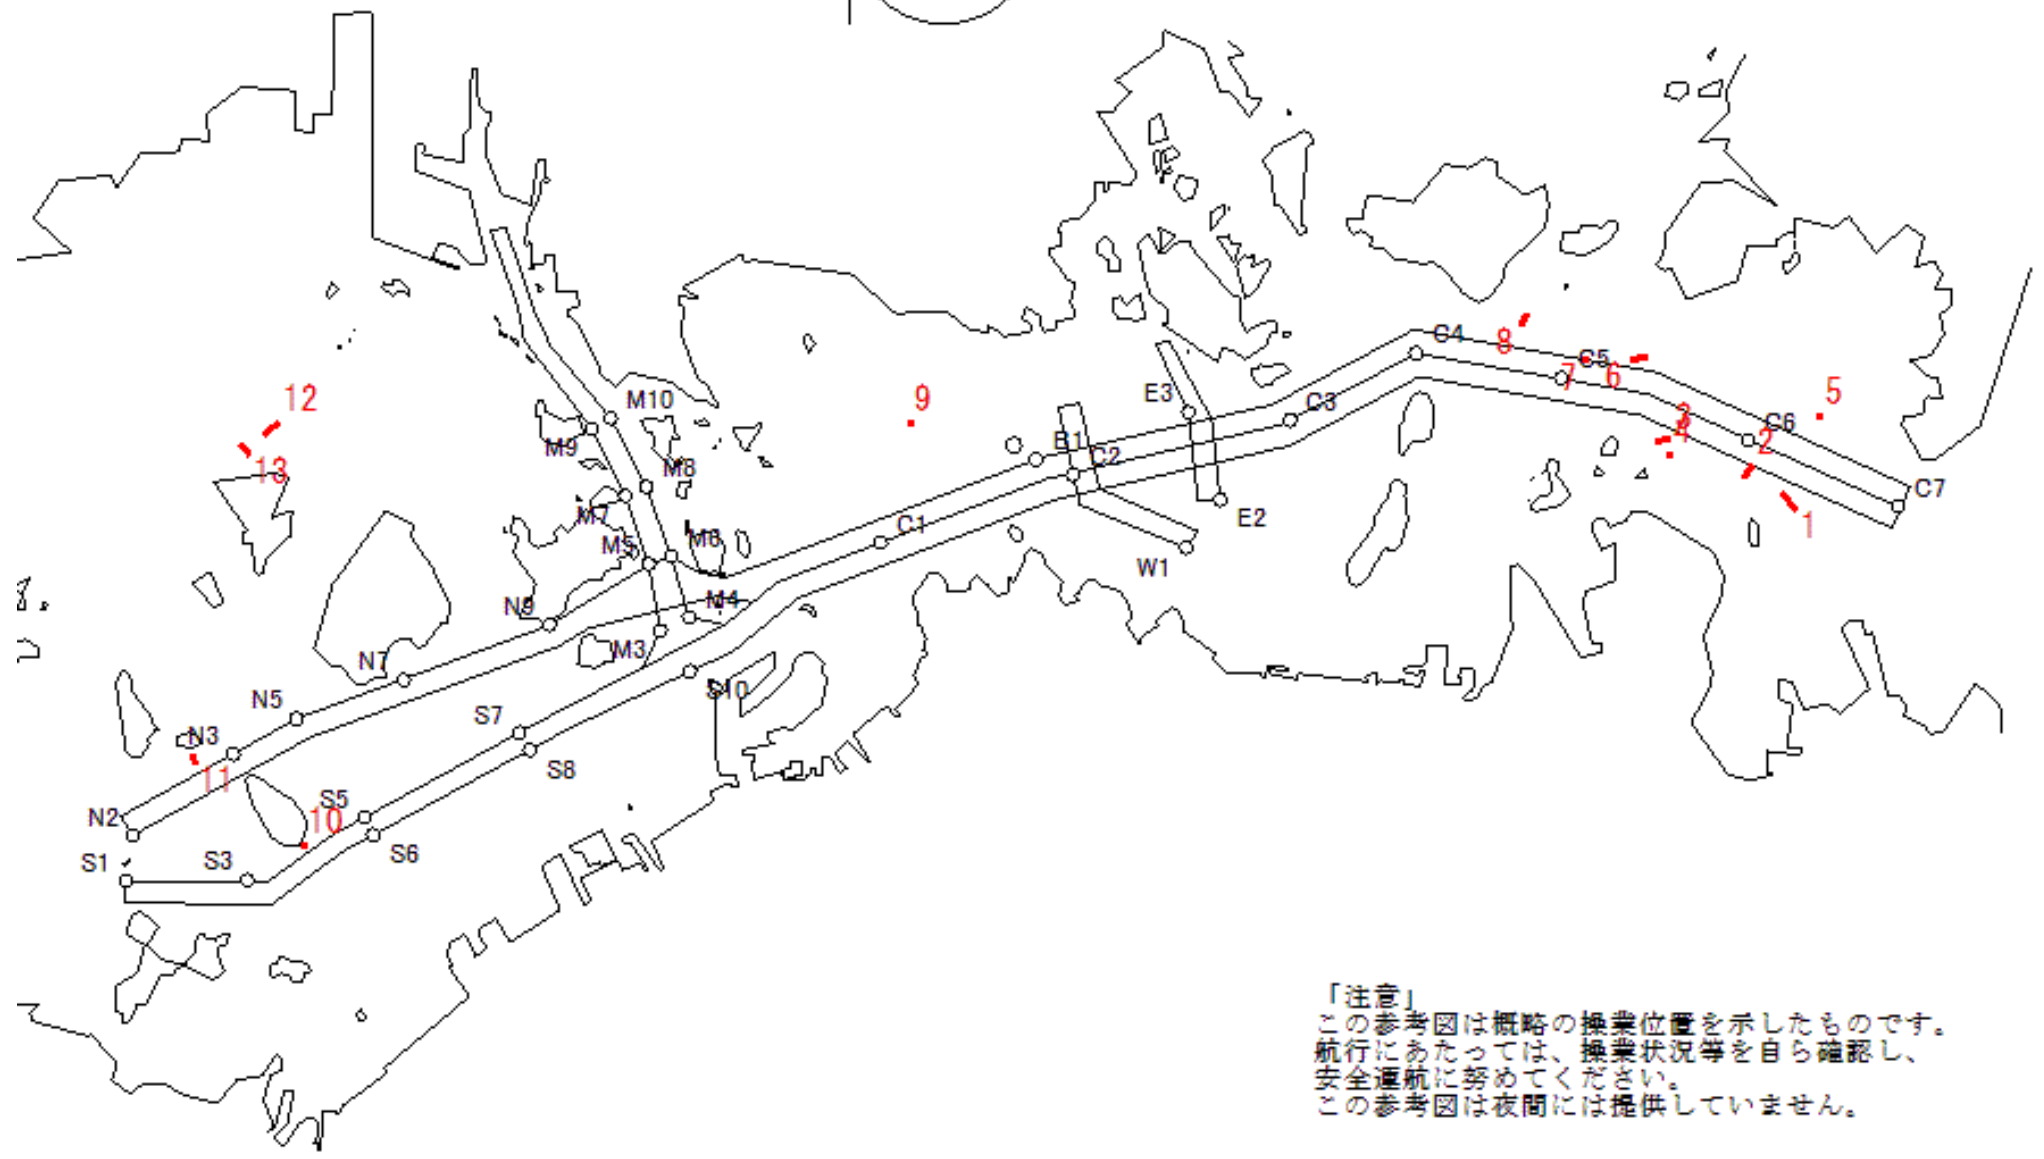 C4
8
C5
7
6
5
12
M10
E3
C3
9
3
4
C6
2
M9
B1
C2
13
M8
C7
M7
E2
1
C1
M5
M6
W1
N9
M4
M3
N7
S10
N5
S7
N3
S8
11
S5
10
N2
S6
S1
S3
「注意」
この参考図は概略の操業位置を示したものです。
航行にあたっては、操業状況等を自ら確認し、
安全運航に努めてください。
この参考図は夜間には提供していません。